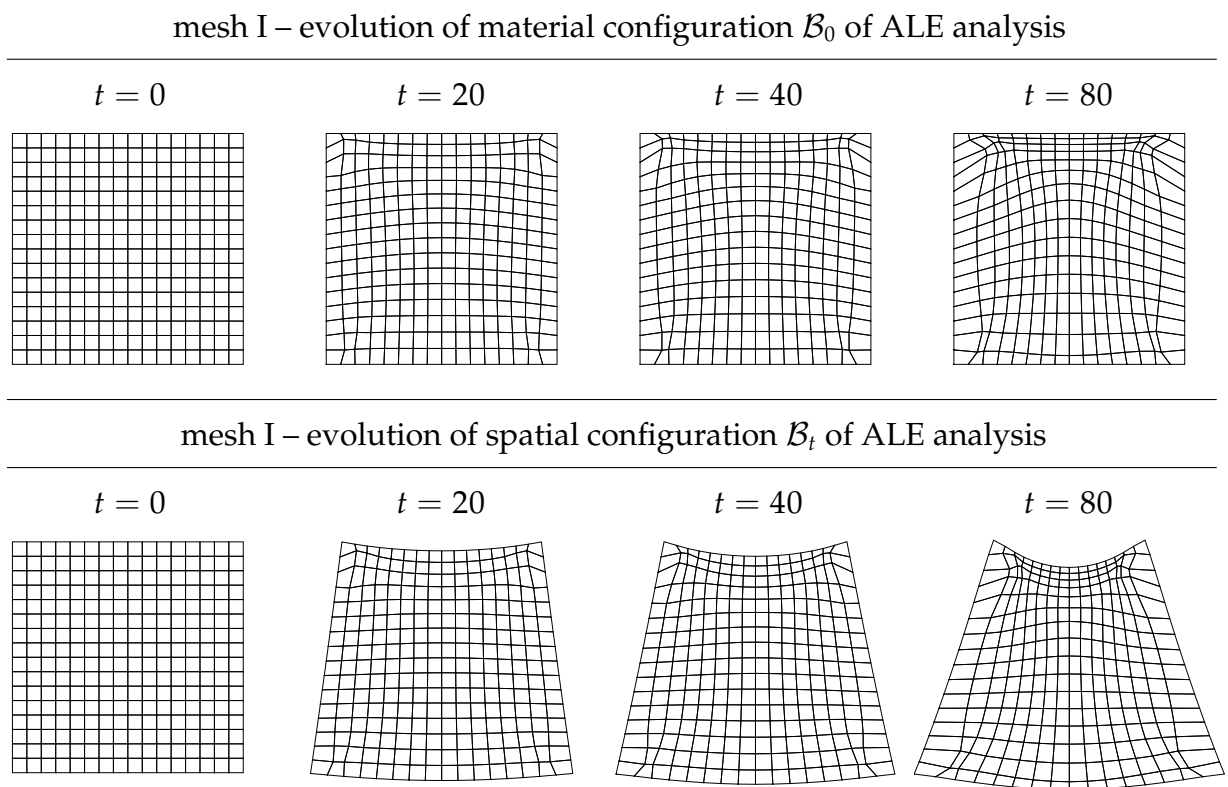 mesh I – evolution of material configuration ℬ₀ of ALE analysis
t = 0 t = 20 t = 40 t = 80
mesh I – evolution of spatial configuration ℬₜ of ALE analysis
t = 0 t = 20 t = 40 t = 80